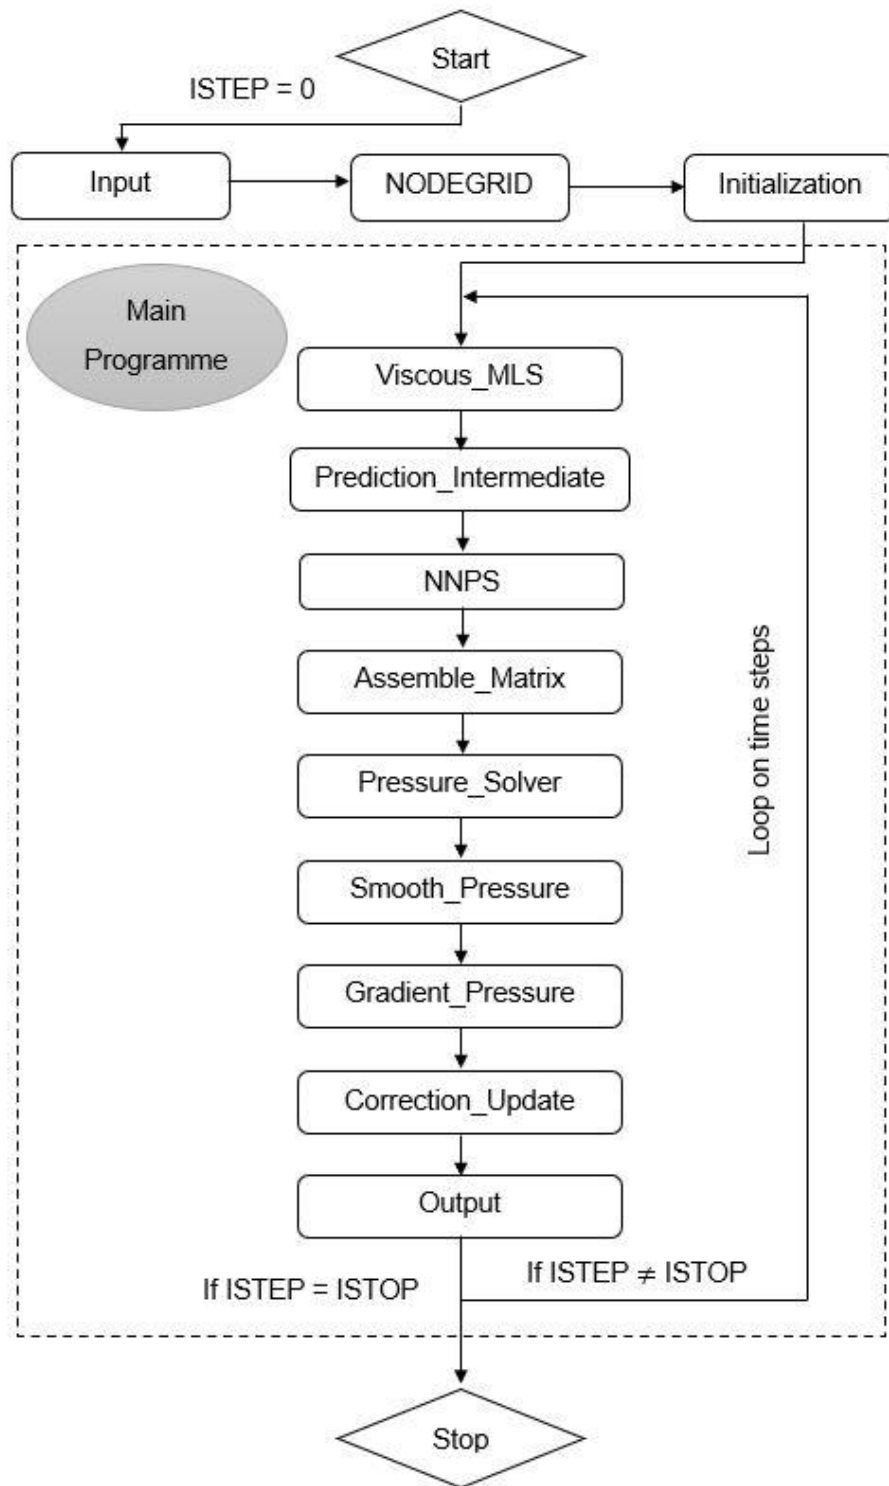 Start
ISTEP = 0
Input
NODEGRID
Initialization
Main
Programme
Viscous_MLS
Prediction_Intermediate
NNPS
Assemble_Matrix
Pressure_Solver
Smooth_Pressure
Gradient_Pressure
Correction_Update
Output
Loop on time steps
If ISTEP = ISTOP
If ISTEP ≠ ISTOP
Stop